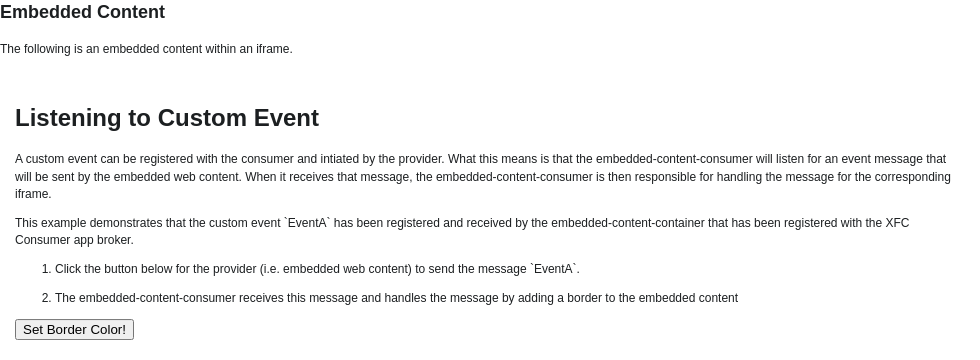 Embedded Content
The following is an embedded content within an iframe.
Listening to Custom Event
A custom event can be registered with the consumer and intiated by the provider. What this means is that the embedded-content-consumer will listen for an event message that
will be sent by the embedded web content. When it receives that message, the embedded-content-consumer is then responsible for handling the message for the corresponding
iframe.
This example demonstrates that the custom event `EventA` has been registered and received by the embedded-content-container that has been registered with the XFC
Consumer app broker.
1. Click the button below for the provider (i.e. embedded web content) to send the message `EventA`.
2. The embedded-content-consumer receives this message and handles the message by adding a border to the embedded content
Set Border Color!